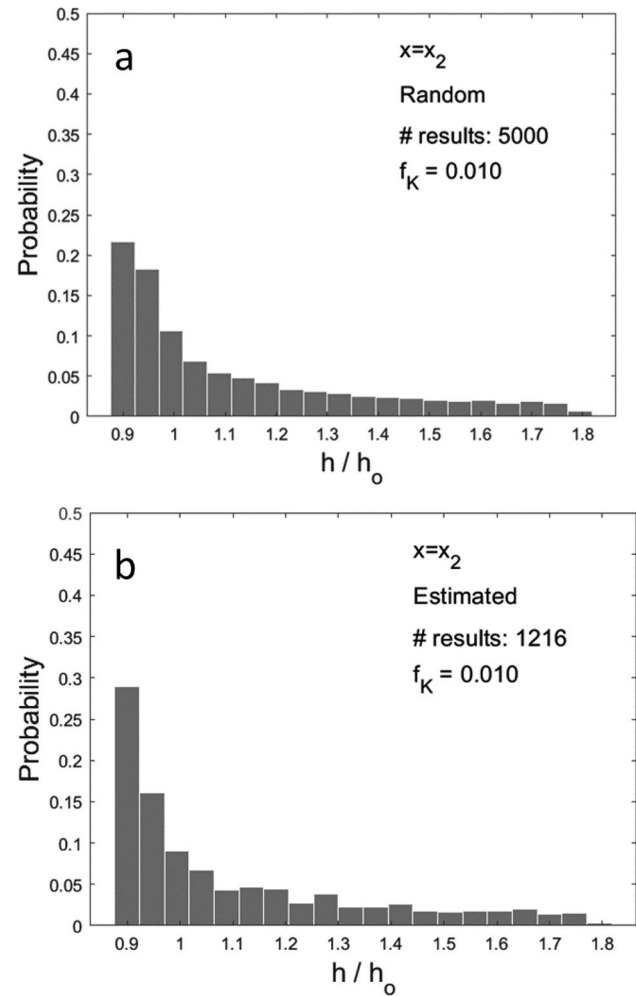 0.5
a
x=x₂
0.45
0.4
Random
0.35
# results: 5000
0.3
f_K = 0.010
0.25
0.2
0.15
0.1
0.05
0
Probability
0.9 1 1.1 1.2 1.3 1.4 1.5 1.6 1.7 1.8
h / h₀
0.5
b
x=x₂
0.45
0.4
Estimated
0.35
# results: 1216
0.3
f_K = 0.010
0.25
0.2
0.15
0.1
0.05
0
Probability
0.9 1 1.1 1.2 1.3 1.4 1.5 1.6 1.7 1.8
h / h₀